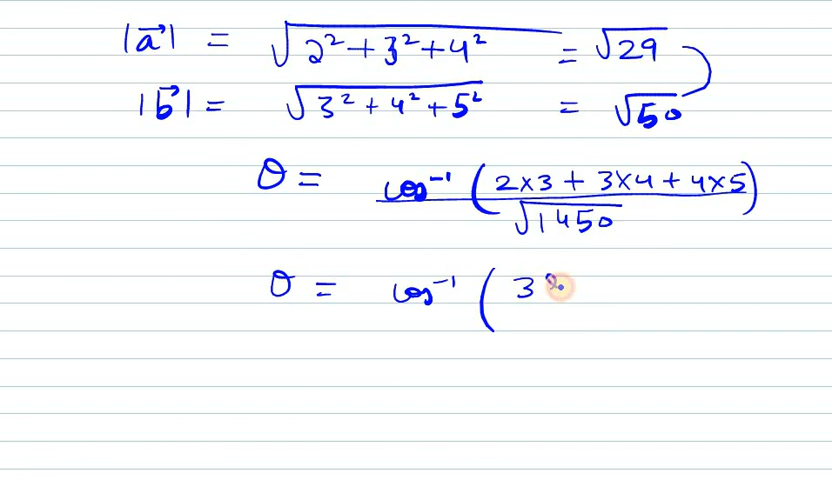 |a⃗| = √(2² + 3² + 4²) = √29
|b⃗| = √(3² + 4² + 5²) = √50
θ = cos⁻¹ (2×3 + 3×4 + 4×5 / √1450)
θ = cos⁻¹ ( 3